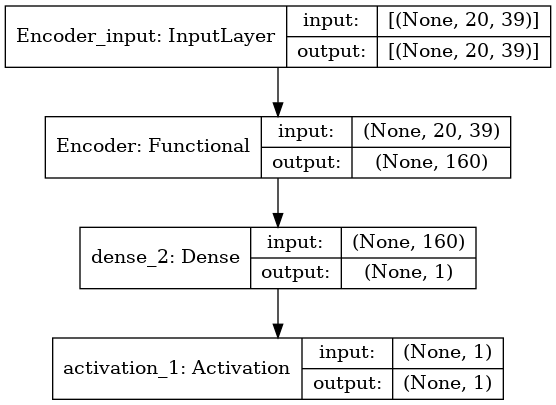 Encoder_input: InputLayer
input: [(None, 20, 39)]
output: [(None, 20, 39)]
Encoder: Functional
input: (None, 20, 39)
output: (None, 160)
dense_2: Dense
input: (None, 160)
output: (None, 1)
activation_1: Activation
input: (None, 1)
output: (None, 1)